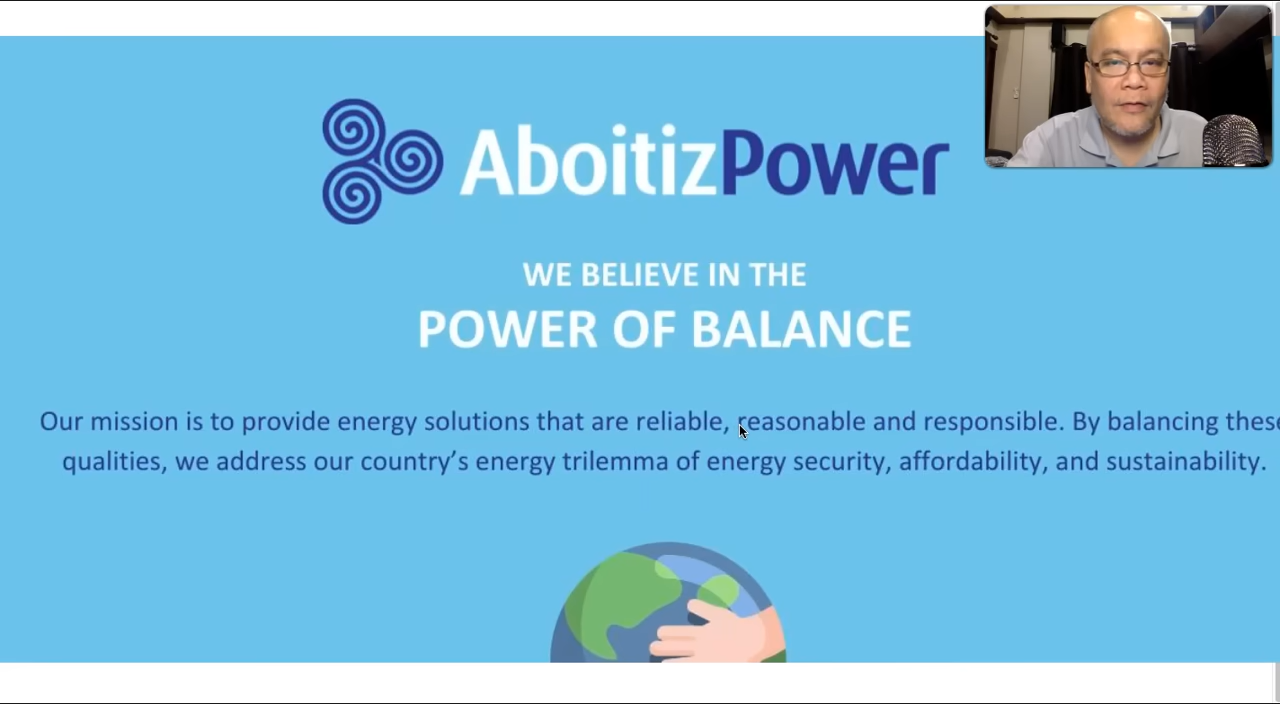 AboitizPower
WE BELIEVE IN THE
POWER OF BALANCE
Our mission is to provide energy solutions that are reliable, reasonable and responsible. By balancing these
qualities, we address our country’s energy trilemma of energy security, affordability, and sustainability.